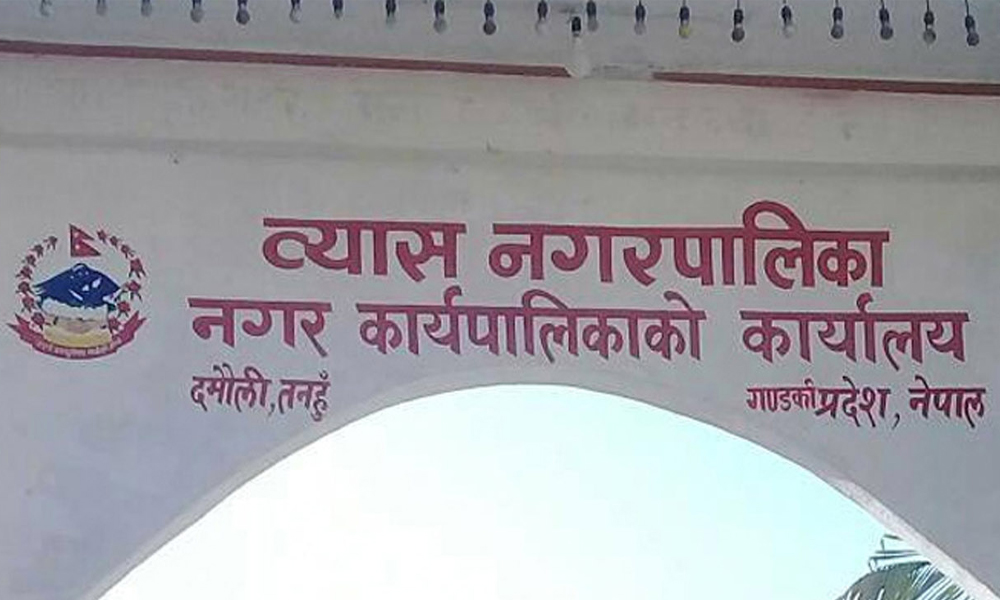 व्यास नगरपालिका
नगर कार्यपालिकाको कार्यालय
दमौली, तनहुँ
गण्डकी प्रदेश, नेपाल